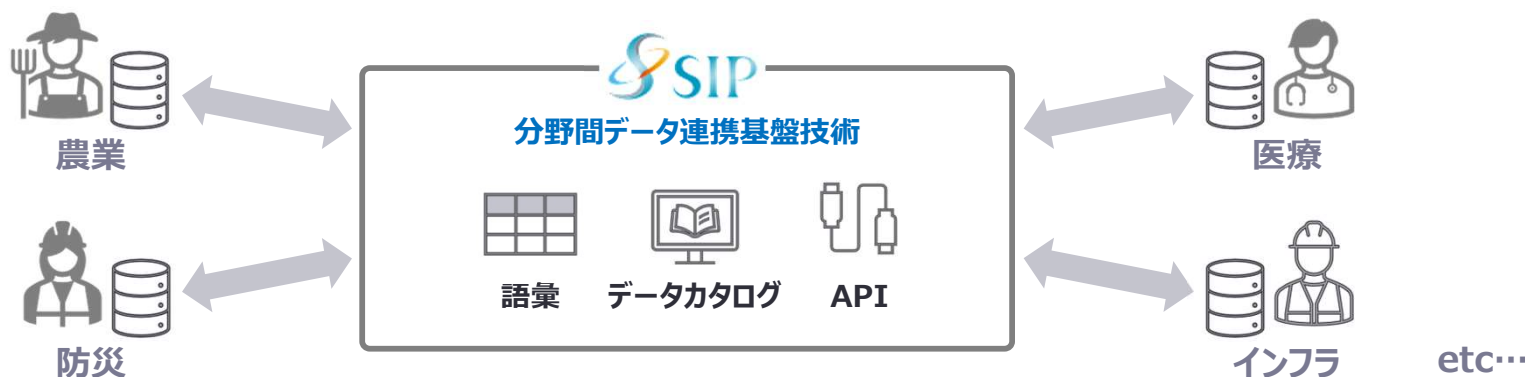 SIP
分野間データ連携基盤技術
農業
医療
語彙 データカタログ API
防災
インフラ
etc…